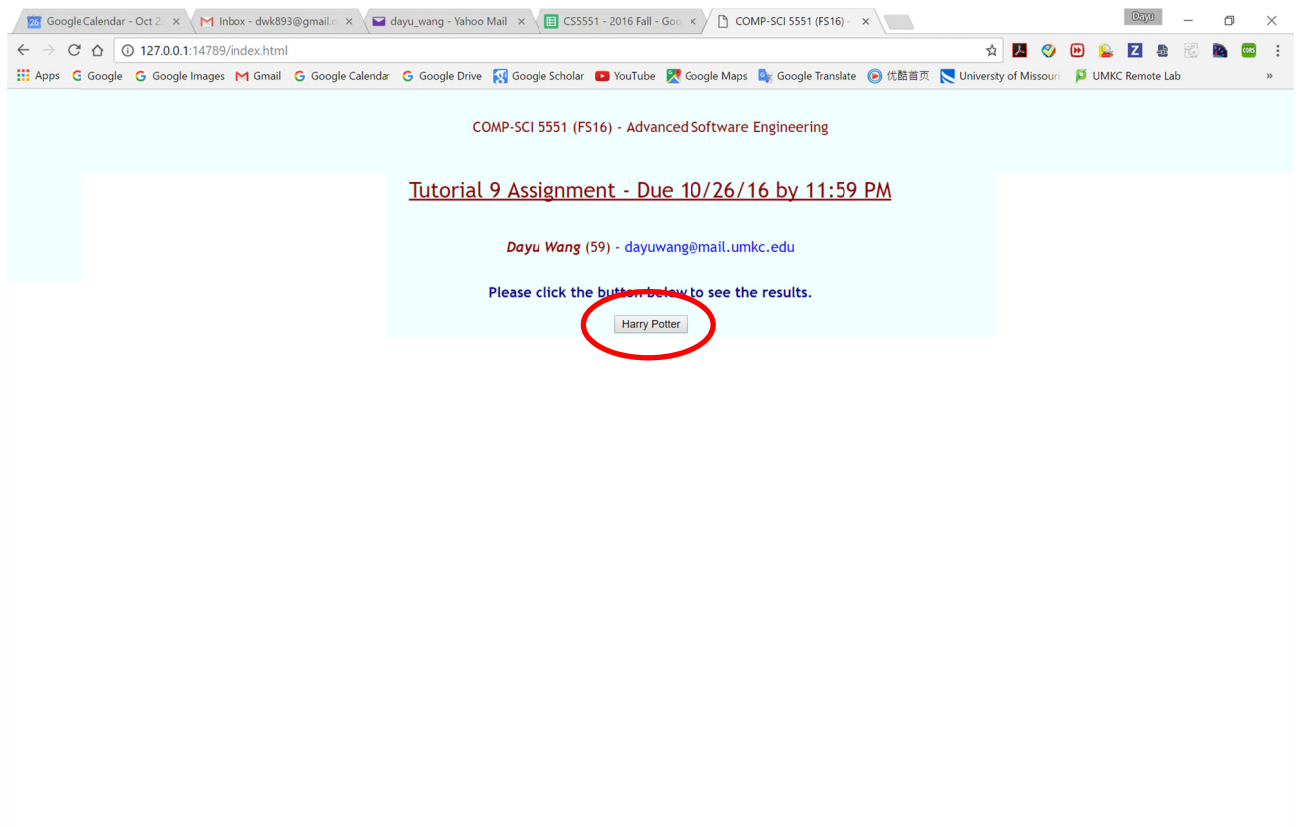 Google Calendar - Oct 2
Inbox - dwk893@gmail.c
dayu_wang - Yahoo Mail
CS5551 - 2016 Fall - Goo
COMP-SCI 5551 (FS16) -
Dayu
127.0.0.1:14789/index.html
Apps Google Google Images Gmail Google Calendar Google Drive Google Scholar YouTube Google Maps Google Translate 优酷首页 University of Missouri UMKC Remote Lab »
COMP-SCI 5551 (FS16) - Advanced Software Engineering
Tutorial 9 Assignment - Due 10/26/16 by 11:59 PM
Dayu Wang (59) - dayuwang@mail.umkc.edu
Please click the button below to see the results.
Harry Potter